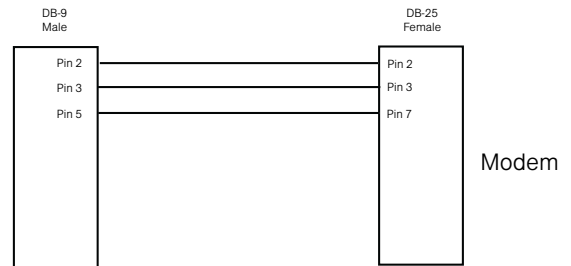 DB-9
Male
DB-25
Female
Pin 2
Pin 3
Pin 5
Pin 2
Pin 3
Pin 7
Modem